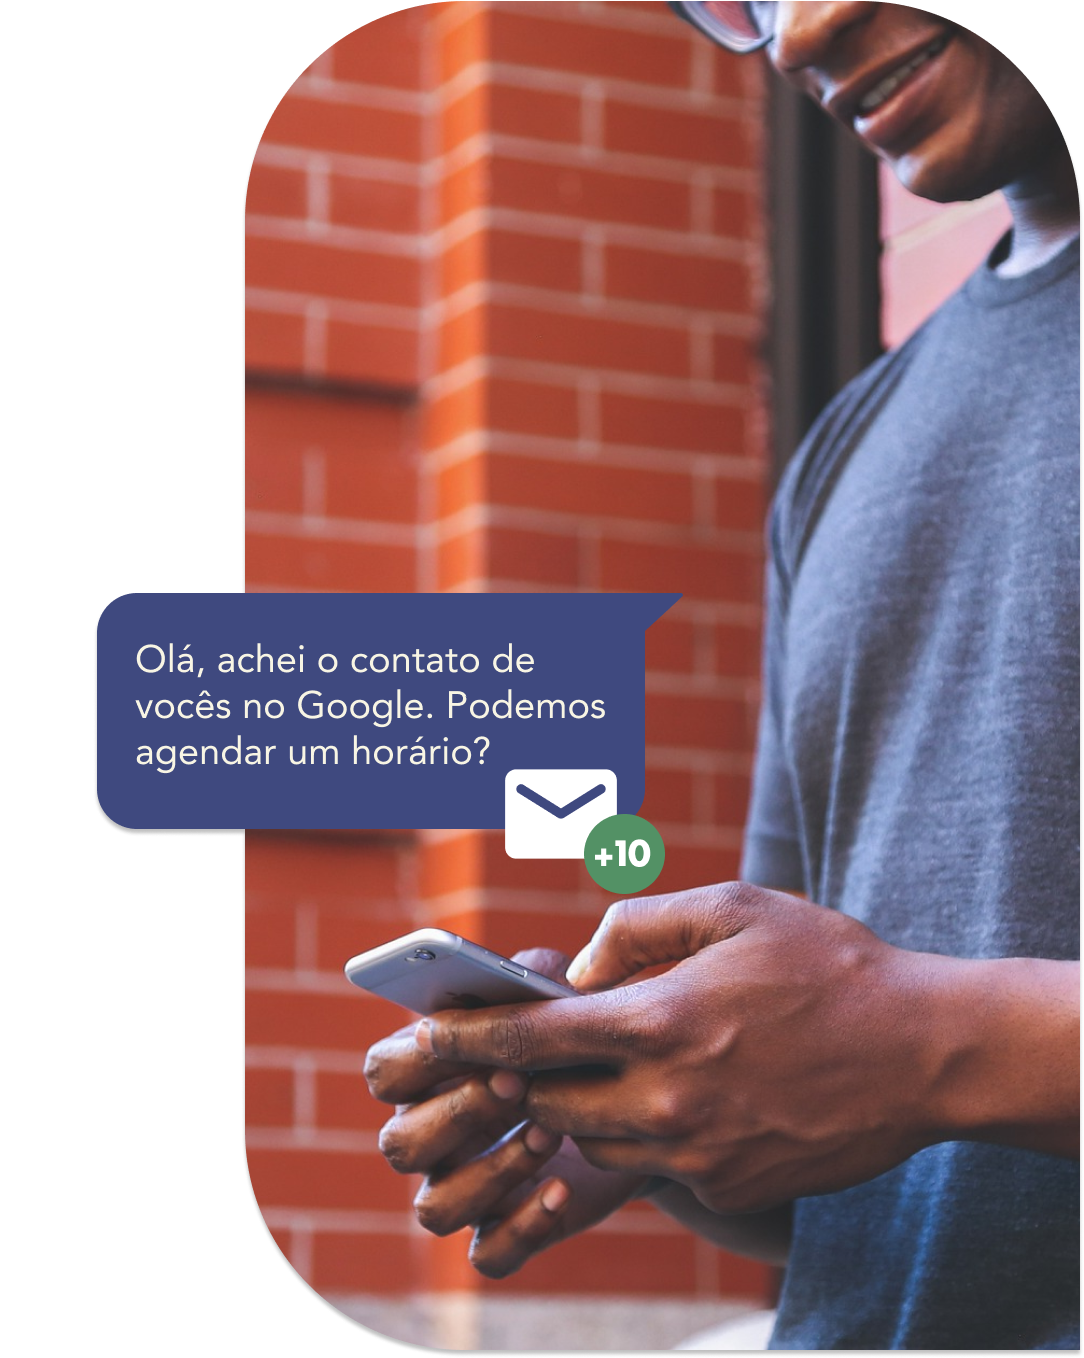 Olá, achei o contato de
vocês no Google. Podemos
agendar um horário?
+10